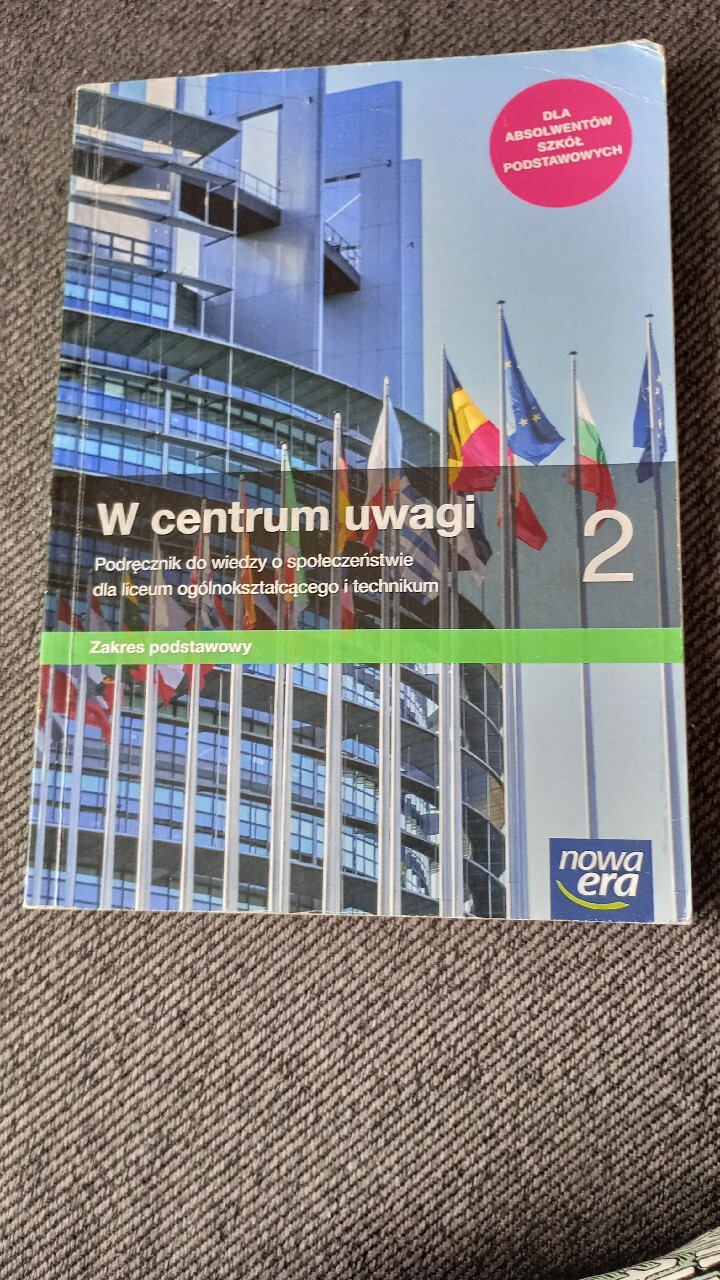 DLA
ABSOLWENTÓW
SZKÓŁ
PODSTAWOWYCH
W centrum uwagi
2
Podręcznik do wiedzy o społeczeństwie
dla liceum ogólnokształcącego i technikum
Zakres podstawowy
nowa
era